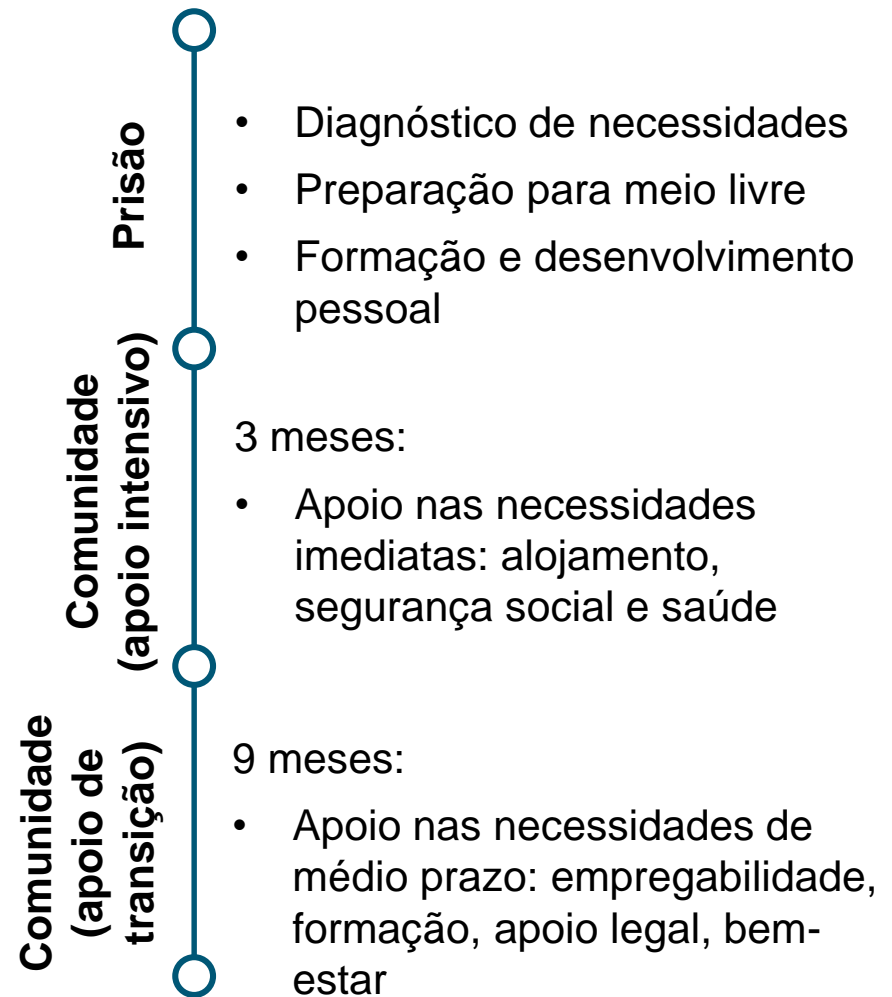 Prisão
• Diagnóstico de necessidades
• Preparação para meio livre
• Formação e desenvolvimento
pessoal
Comunidade
(apoio intensivo)
3 meses:
• Apoio nas necessidades
imediatas: alojamento,
segurança social e saúde
Comunidade
(apoio de
transição)
9 meses:
• Apoio nas necessidades de
médio prazo: empregabilidade,
formação, apoio legal, bem-
estar